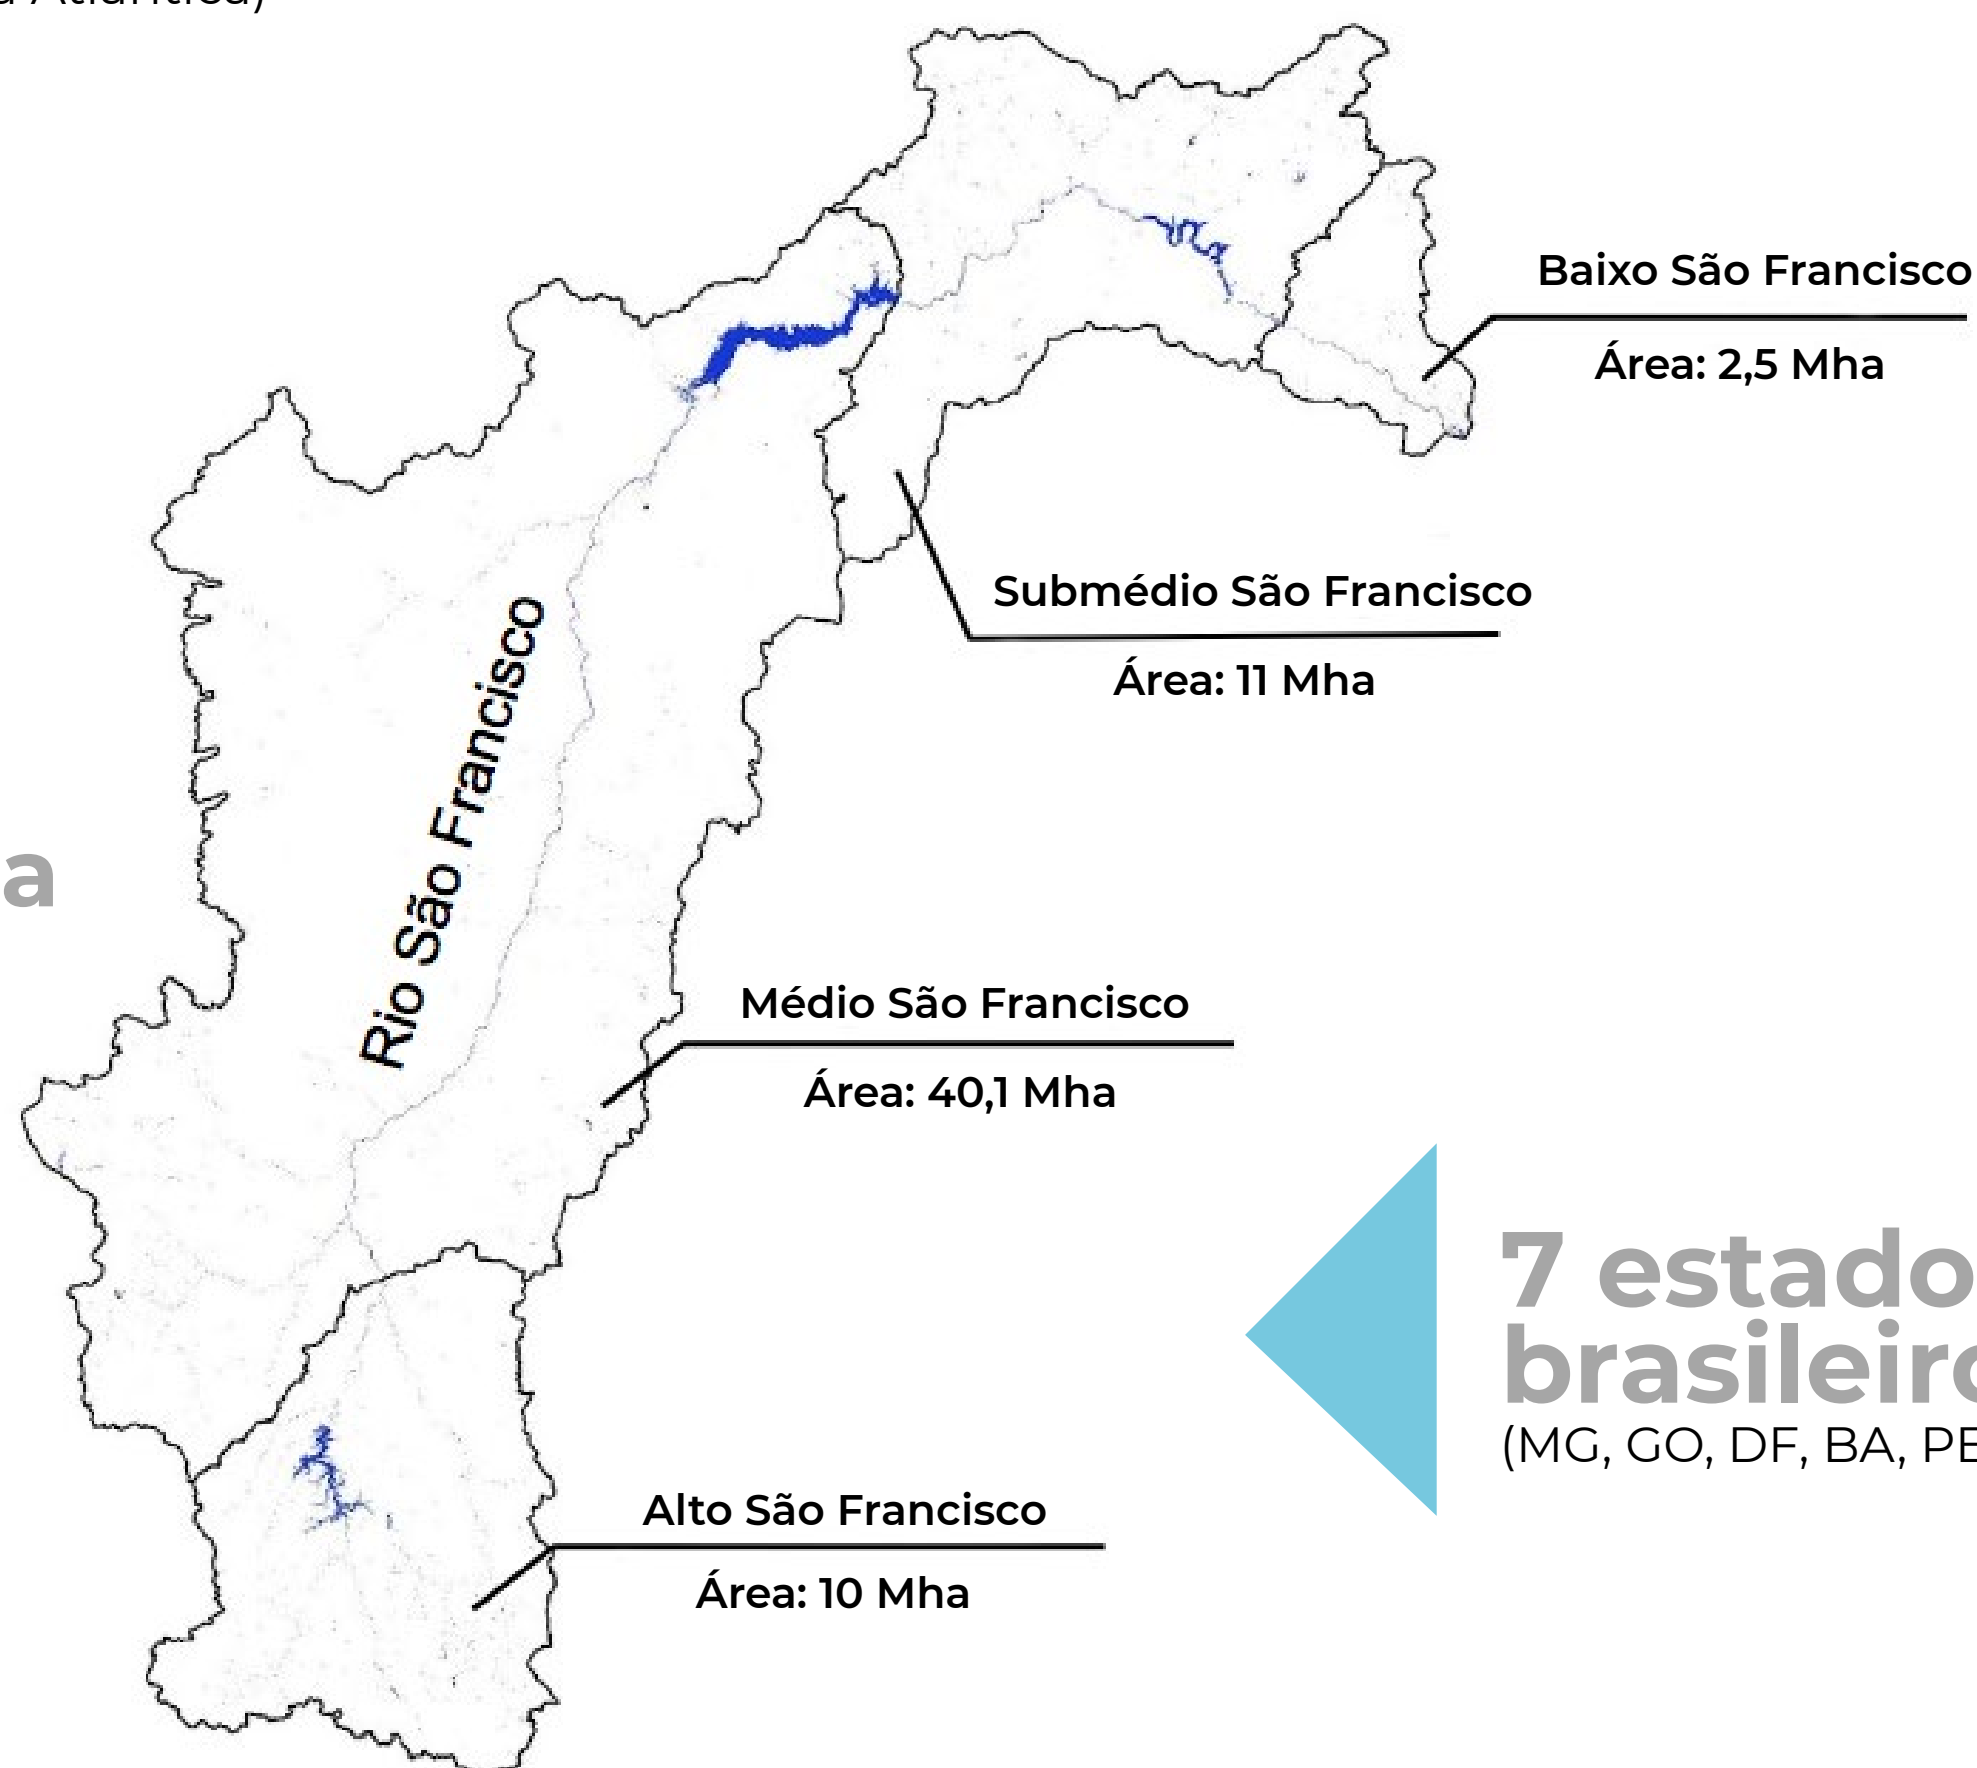 Baixo São Francisco
Área: 2,5 Mha
Submédio São Francisco
Área: 11 Mha
Rio São Francisco
a
Médio São Francisco
Área: 40,1 Mha
7 estado
brasileiro
(MG, GO, DF, BA, PE
Alto São Francisco
Área: 10 Mha